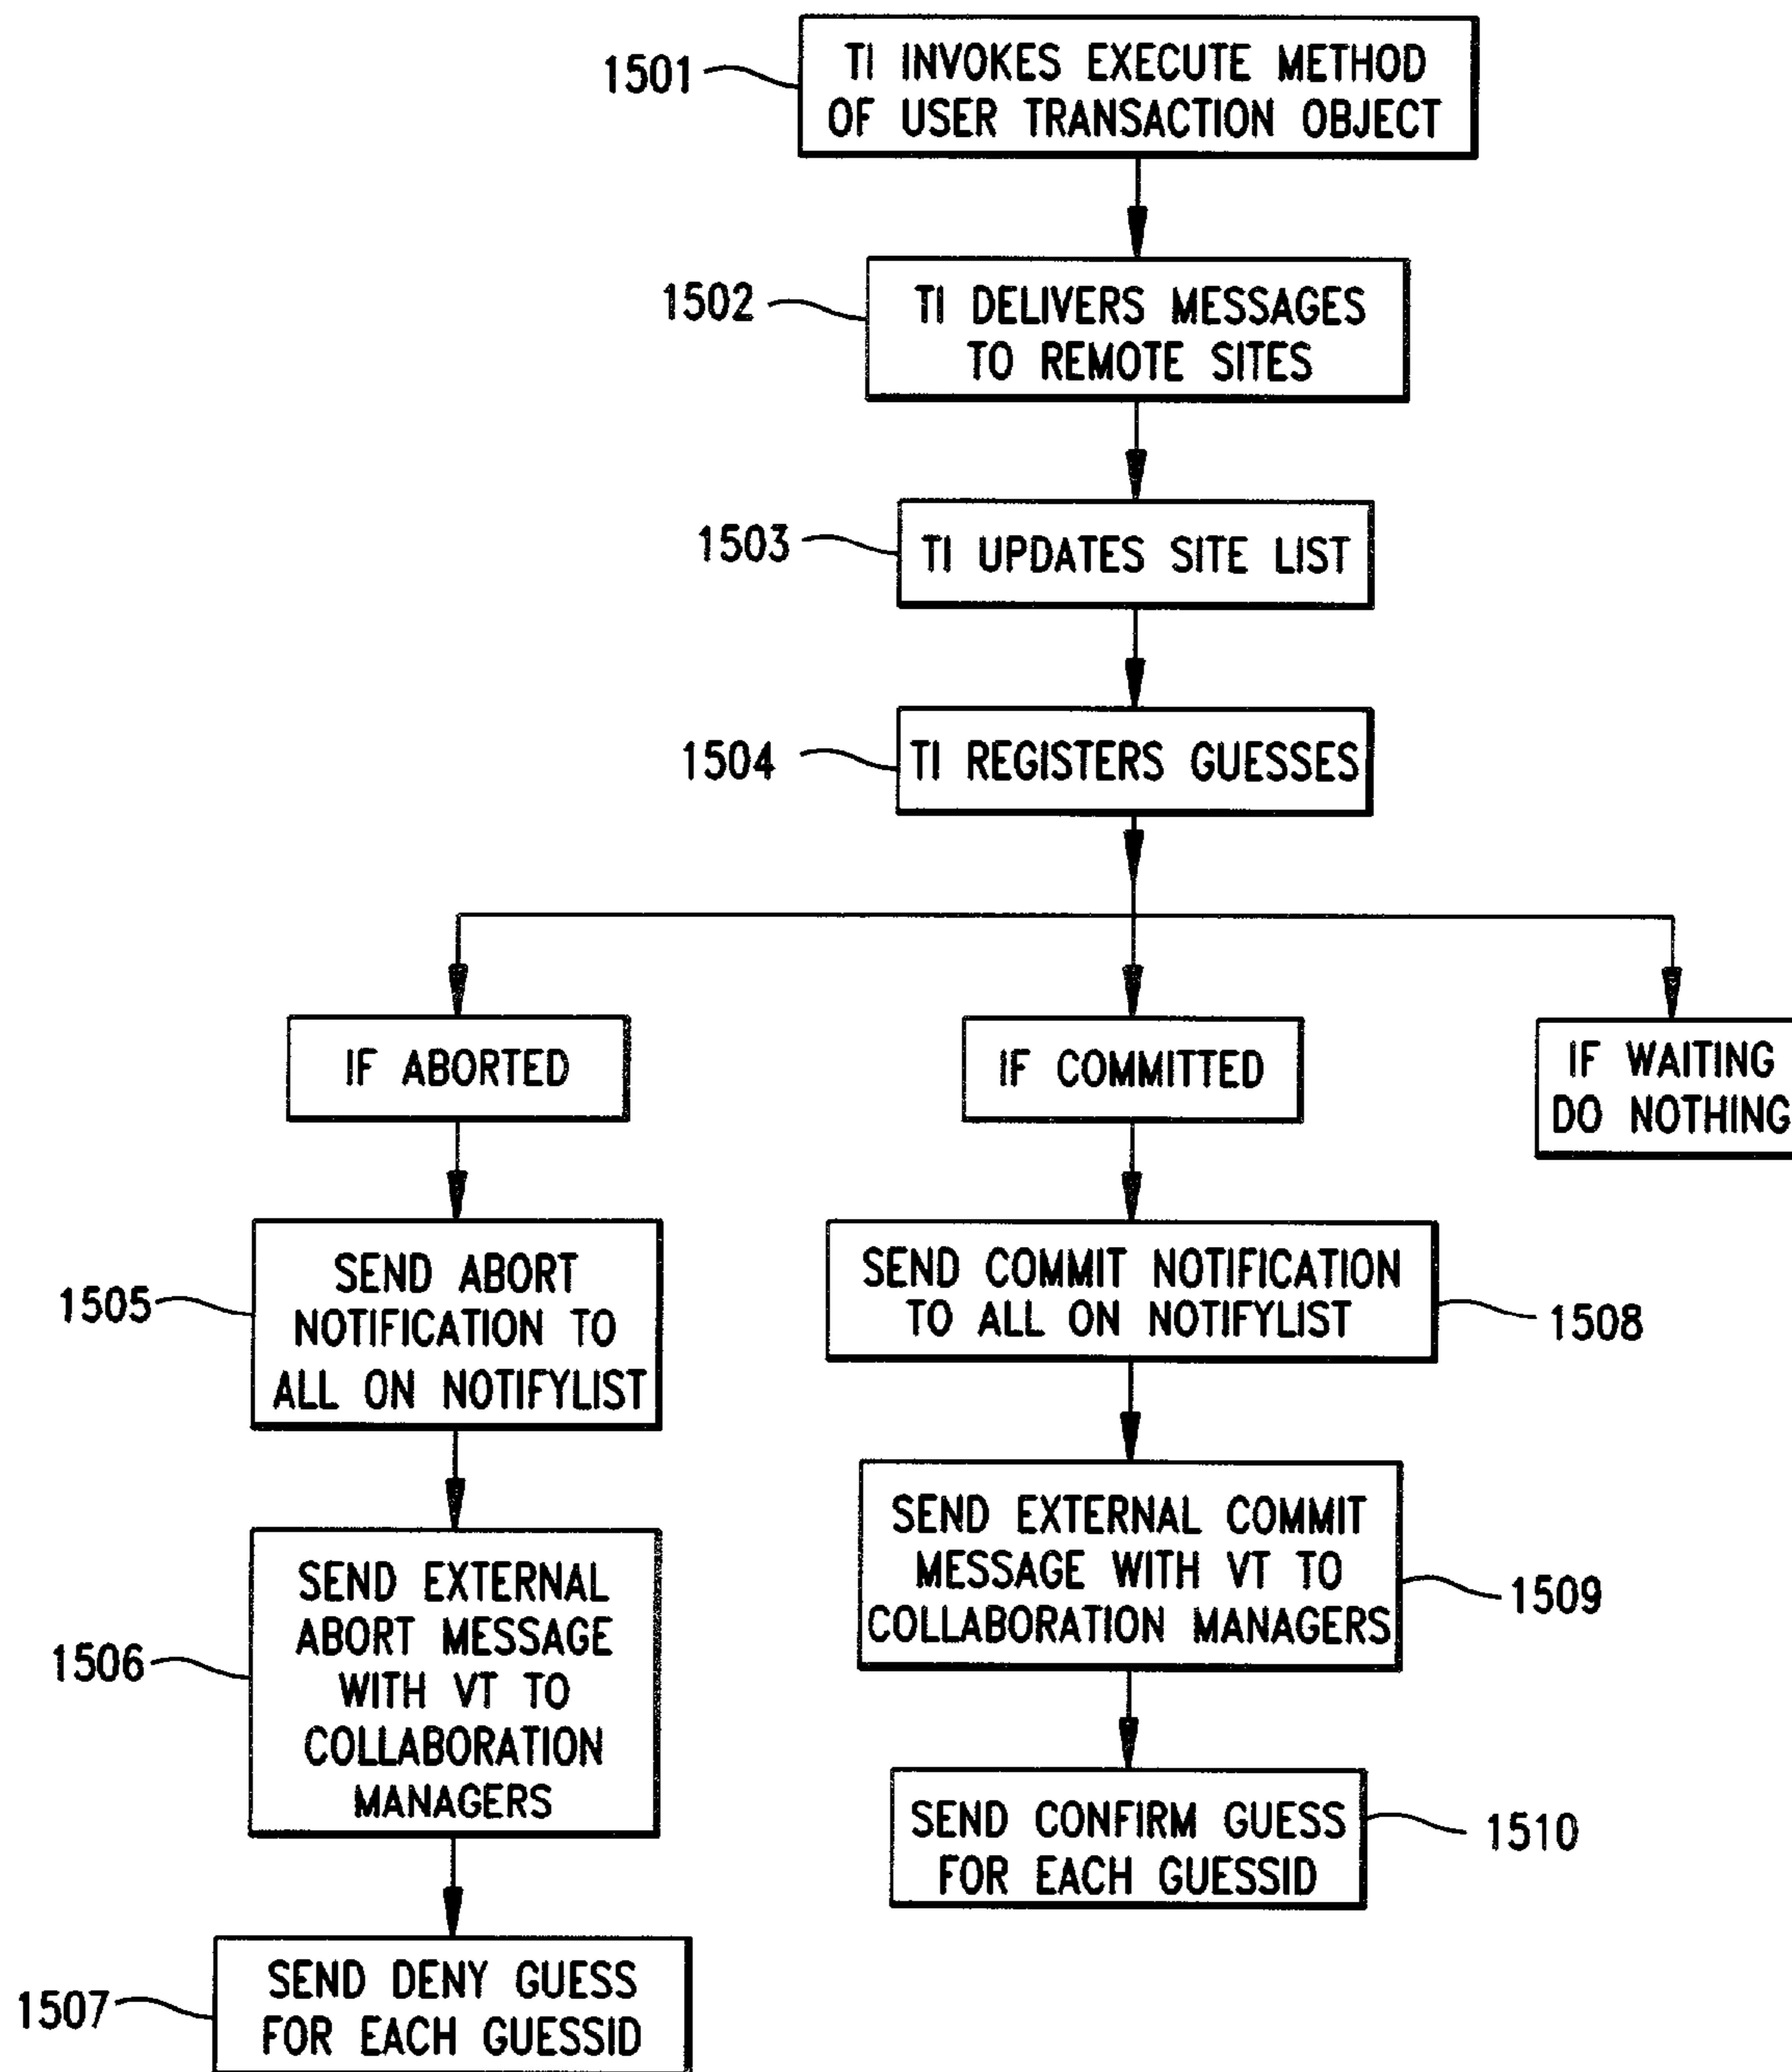 1501
TI INVOKES EXECUTE METHOD
OF USER TRANSACTION OBJECT
1502
TI DELIVERS MESSAGES
TO REMOTE SITES
1503
TI UPDATES SITE LIST
1504
TI REGISTERS GUESSES
IF ABORTED
IF COMMITTED
IF WAITING
DO NOTHING
1505
SEND ABORT
NOTIFICATION TO
ALL ON NOTIFYLIST
SEND COMMIT NOTIFICATION
TO ALL ON NOTIFYLIST
1508
1506
SEND EXTERNAL
ABORT MESSAGE
WITH VT TO
COLLABORATION
MANAGERS
SEND EXTERNAL COMMIT
MESSAGE WITH VT TO
COLLABORATION MANAGERS
1509
1507
SEND DENY GUESS
FOR EACH GUESSID
SEND CONFIRM GUESS
FOR EACH GUESSID
1510